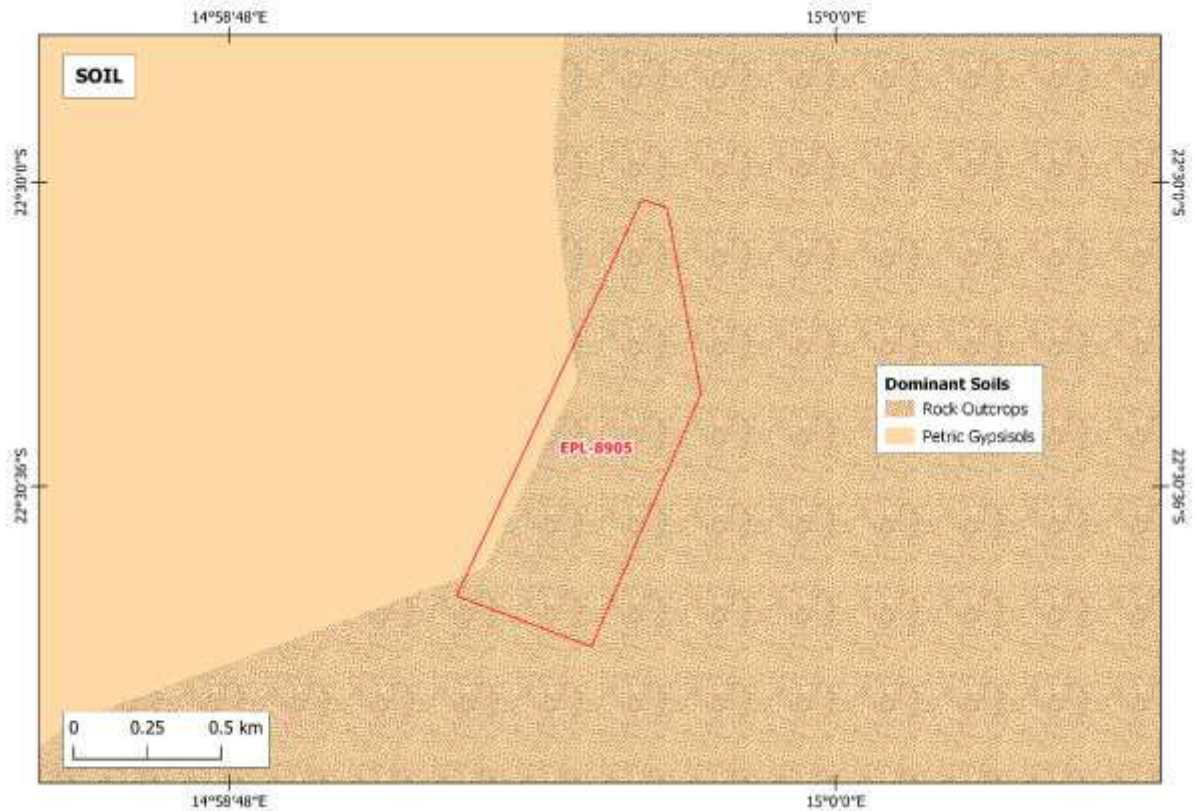 14°58'48"E 15°0'0"E
SOIL
22°30'0"S 22°30'0"S
Dominant Soils
Rock Outcrops
Petric Gypsisols
EPL-8905
22°30'36"S 22°30'36"S
0 0.25 0.5 km
14°58'48"E 15°0'0"E